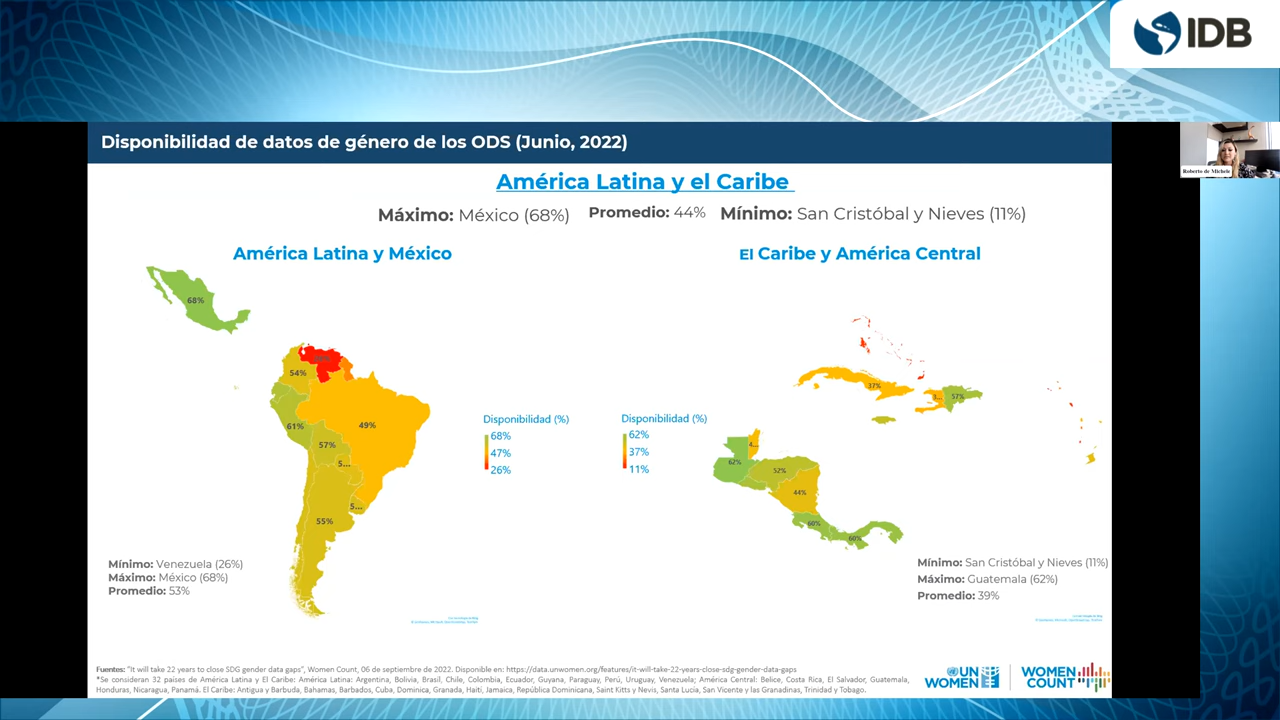 IDB
Disponibilidad de datos de género de los ODS (Junio, 2022)
Roberto de Michele
América Latina y el Caribe
Máximo: México (68%) Promedio: 44% Mínimo: San Cristóbal y Nieves (11%)
América Latina y México
El Caribe y América Central
68%
54%
61%
49%
57%
5...
5...
55%
Disponibilidad (%)
68%
47%
26%
Mínimo: Venezuela (26%)
Máximo: México (68%)
Promedio: 53%
Disponibilidad (%)
62%
37%
11%
37%
3...
57%
4...
62%
52%
44%
60%
60%
Mínimo: San Cristóbal y Nieves (11%)
Máximo: Guatemala (62%)
Promedio: 39%
Fuentes: "It will take 22 years to close SDG gender data gaps", Women Count, 06 de septiembre de 2022. Disponible en: https://data.unwomen.org/features/it-will-take-22-years-close-sdg-gender-data-gaps
*Se consideran 32 países de América Latina y El Caribe: América Latina: Argentina, Bolivia, Brasil, Chile, Colombia, Ecuador, Guyana, Paraguay, Perú, Uruguay, Venezuela; América Central: Belice, Costa Rica, El Salvador, Guatemala,
Honduras, Nicaragua, Panamá. El Caribe: Antigua y Barbuda, Bahamas, Barbados, Cuba, Dominica, Granada, Haití, Jamaica, República Dominicana, Saint Kitts y Nevis, Santa Lucía, San Vicente y las Granadinas, Trinidad y Tobago.
UN
WOMEN
WOMEN
COUNT